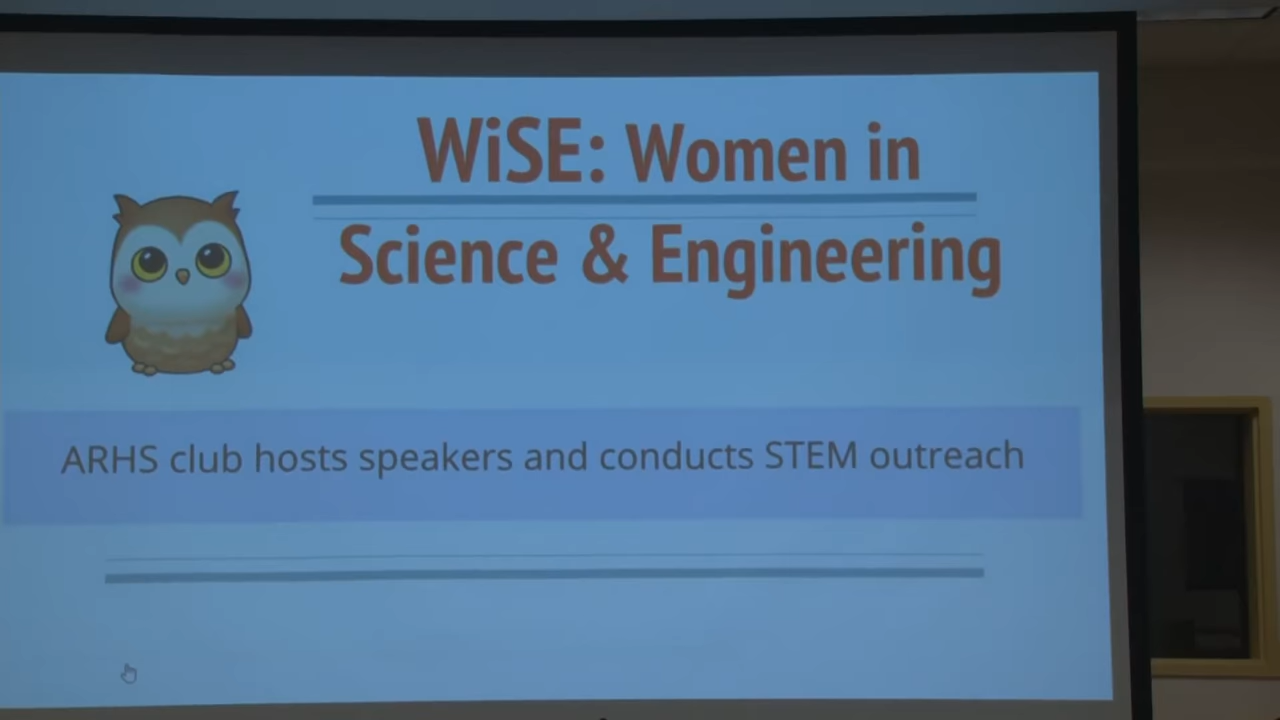 WiSE: Women in
Science & Engineering
ARHS club hosts speakers and conducts STEM outreach